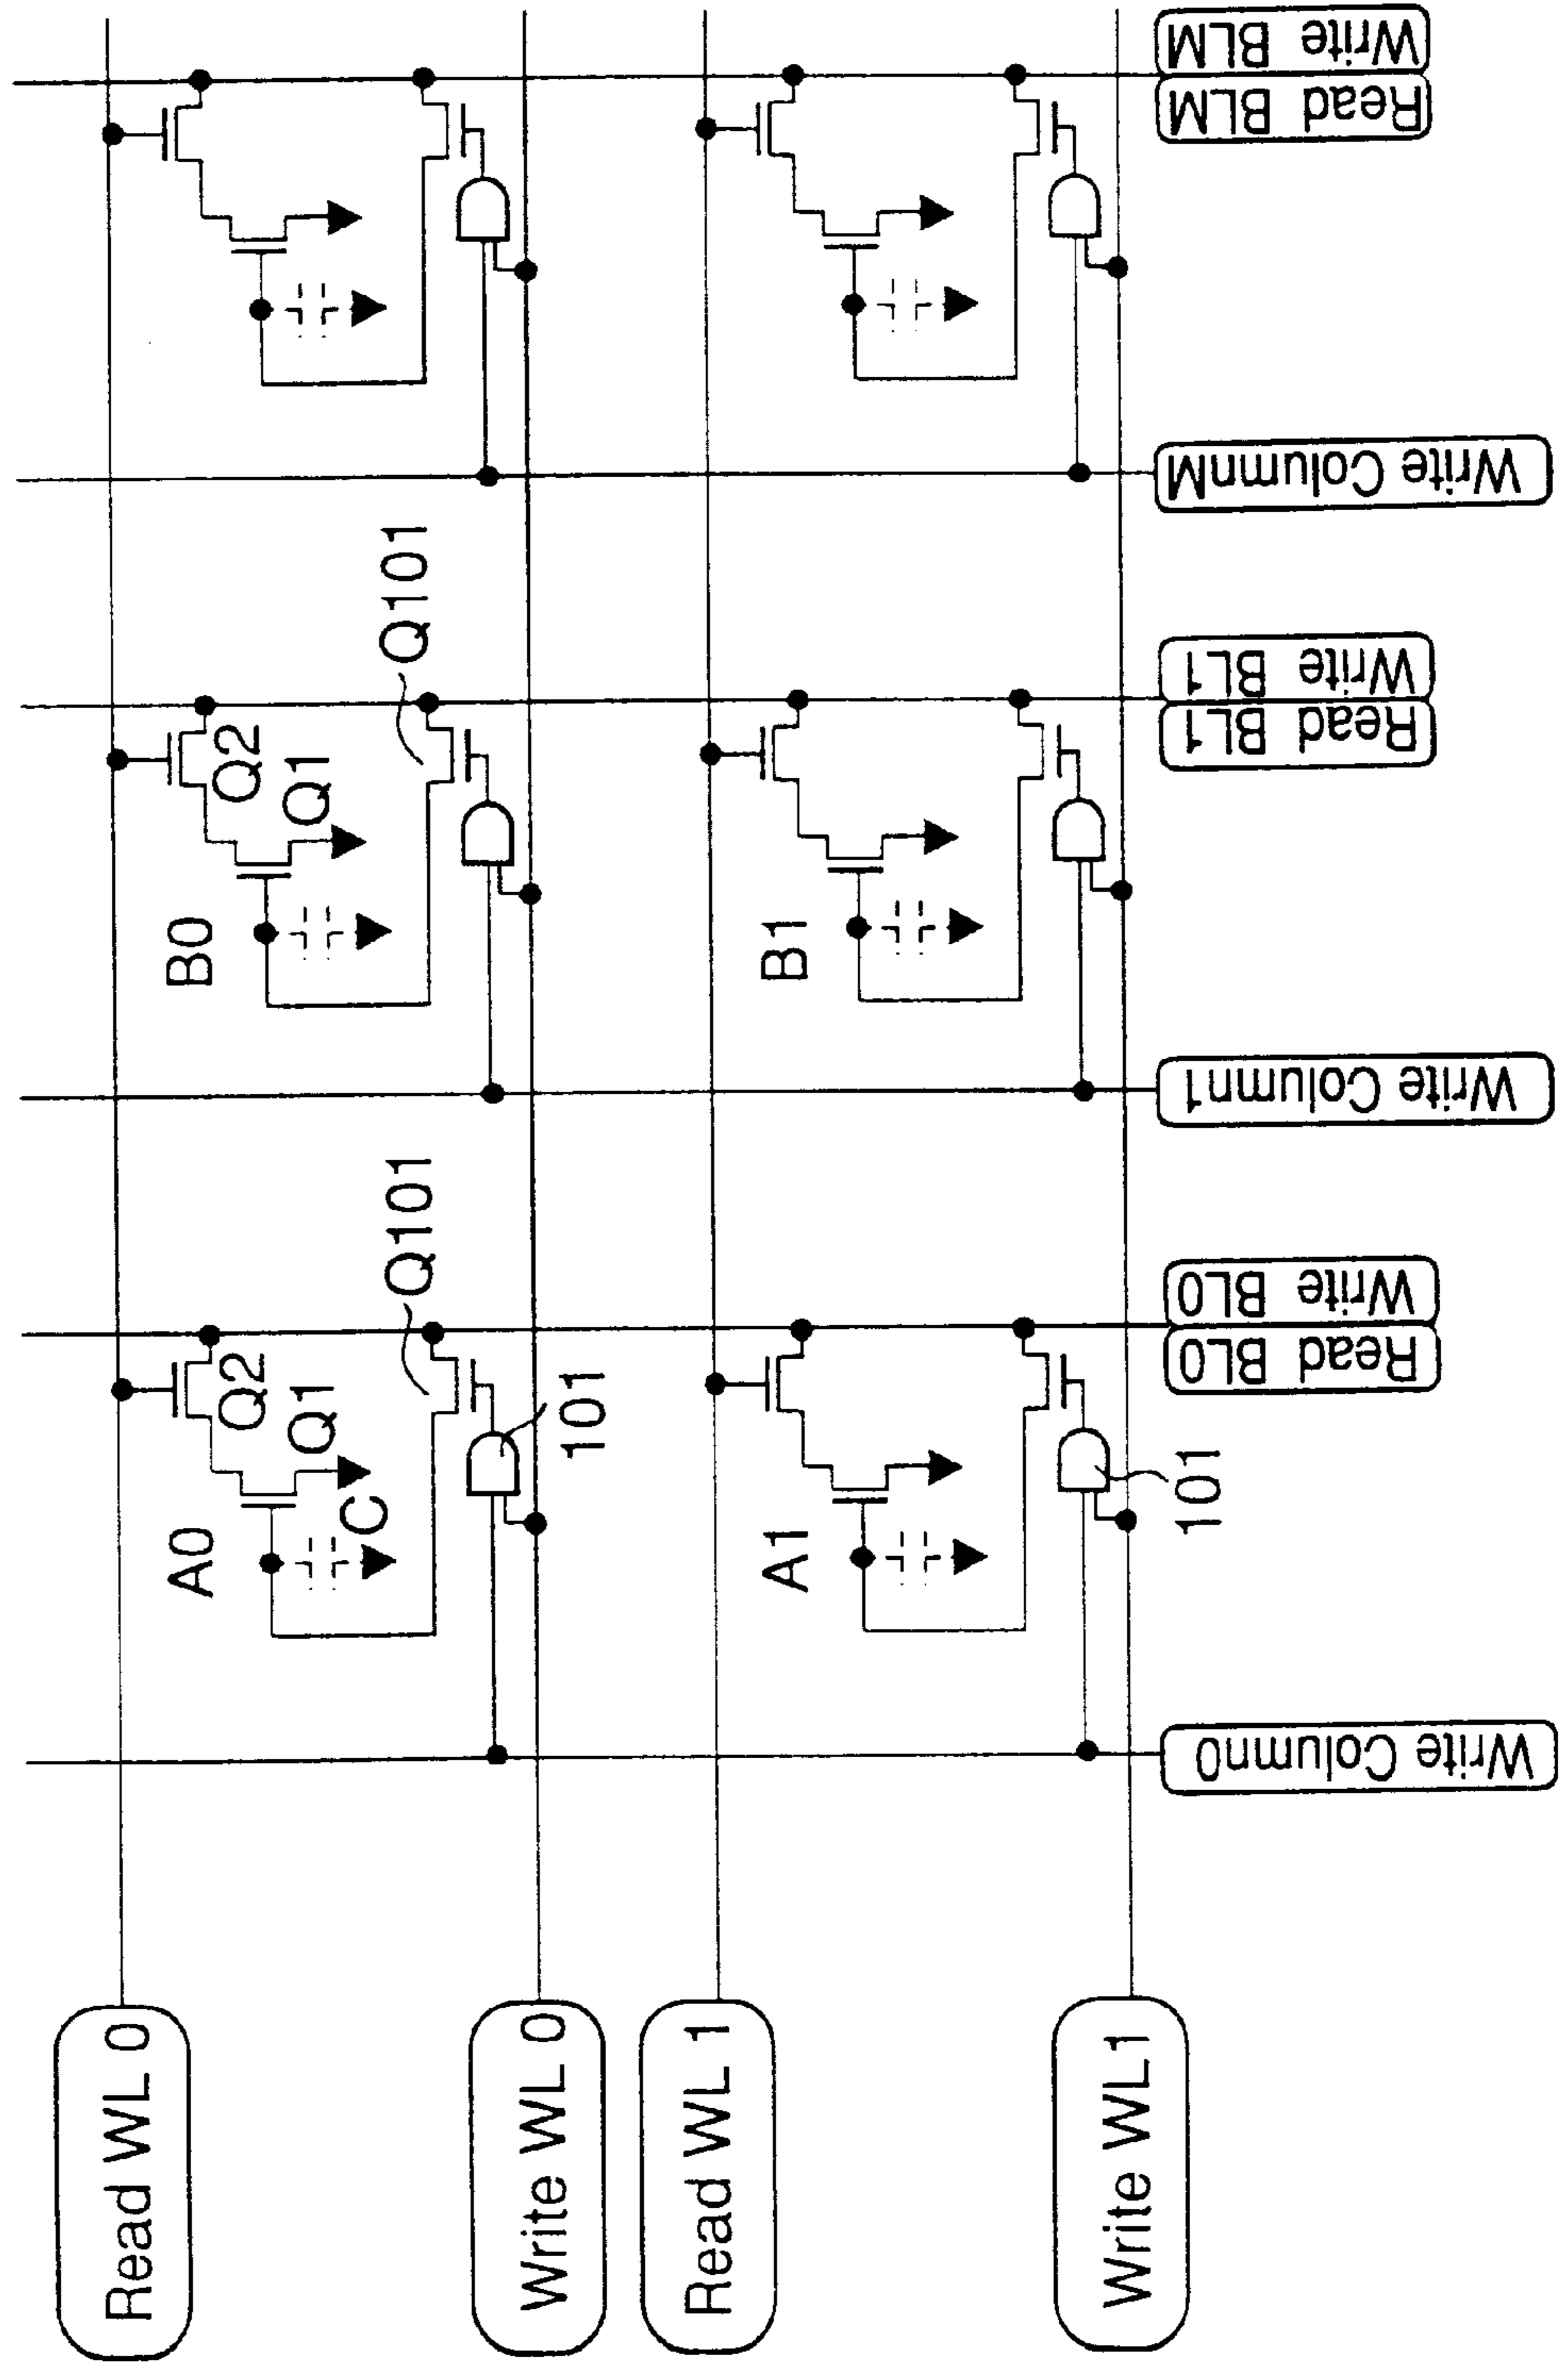 Read WL 0
Q2
Q1
A0
C
Q101
101
Q2
Q1
B0
Q101
Write WL 0
Read WL 1
A1
101
B1
Write WL1
Write Column0
Read BL0
Write BL0
Write Column1
Read BL1
Write BL1
Write ColumnM
Read BLM
Write BLM